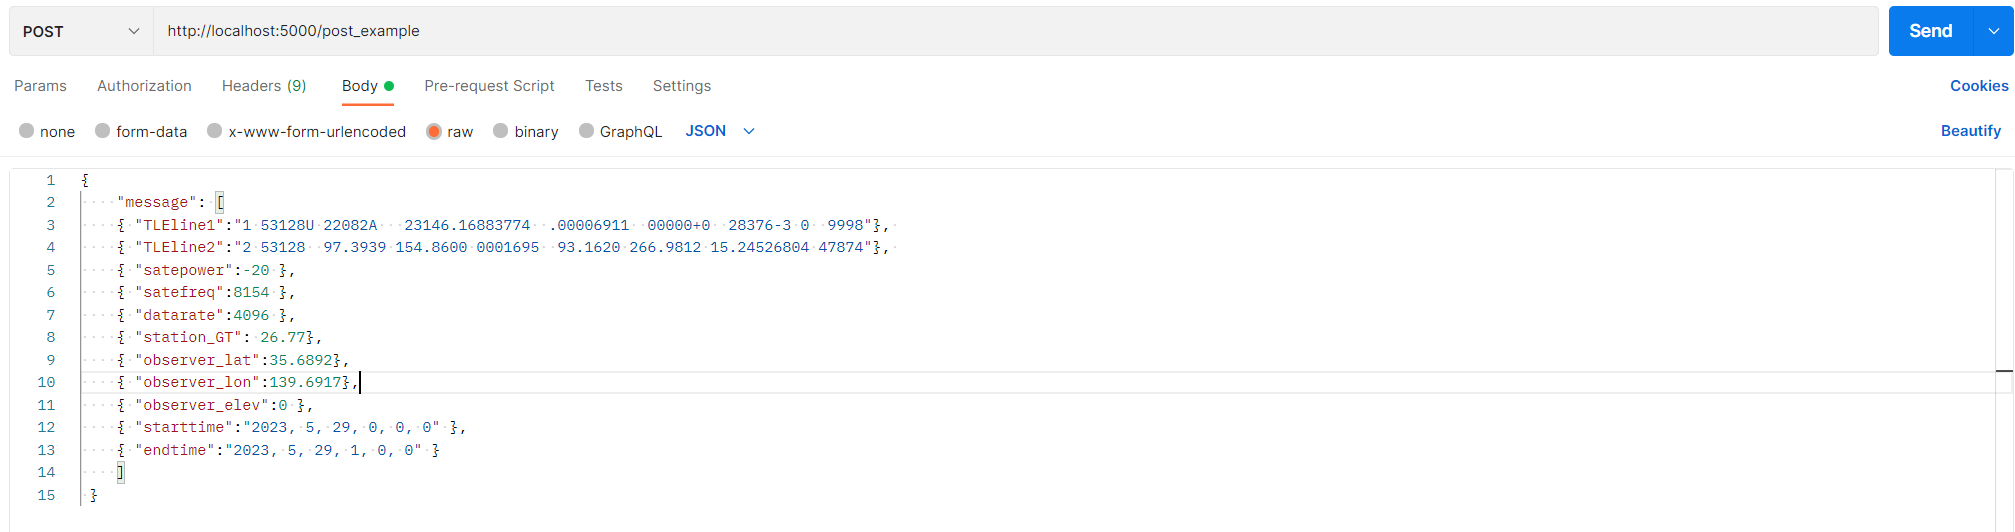 POST http://localhost:5000/post_example Send
Params Authorization Headers (9) Body Pre-request Script Tests Settings Cookies
none form-data x-www-form-urlencoded raw binary GraphQL JSON Beautify
1 {
2 "message": [
3 { "TLEline1":"1 53128U 22082A   23146.16883774  .00006911  00000+0  28376-3 0  9998"},
4 { "TLEline2":"2 53128  97.3939 154.8600 0001695  93.1620 266.9812 15.24526804 47874"},
5 { "satepower":-20 },
6 { "satefreq":8154 },
7 { "datarate":4096 },
8 { "station_GT": 26.77},
9 { "observer_lat":35.6892},
10 { "observer_lon":139.6917},
11 { "observer_elev":0 },
12 { "starttime":"2023, 5, 29, 0, 0, 0" },
13 { "endtime":"2023, 5, 29, 1, 0, 0" }
14 ]
15 }